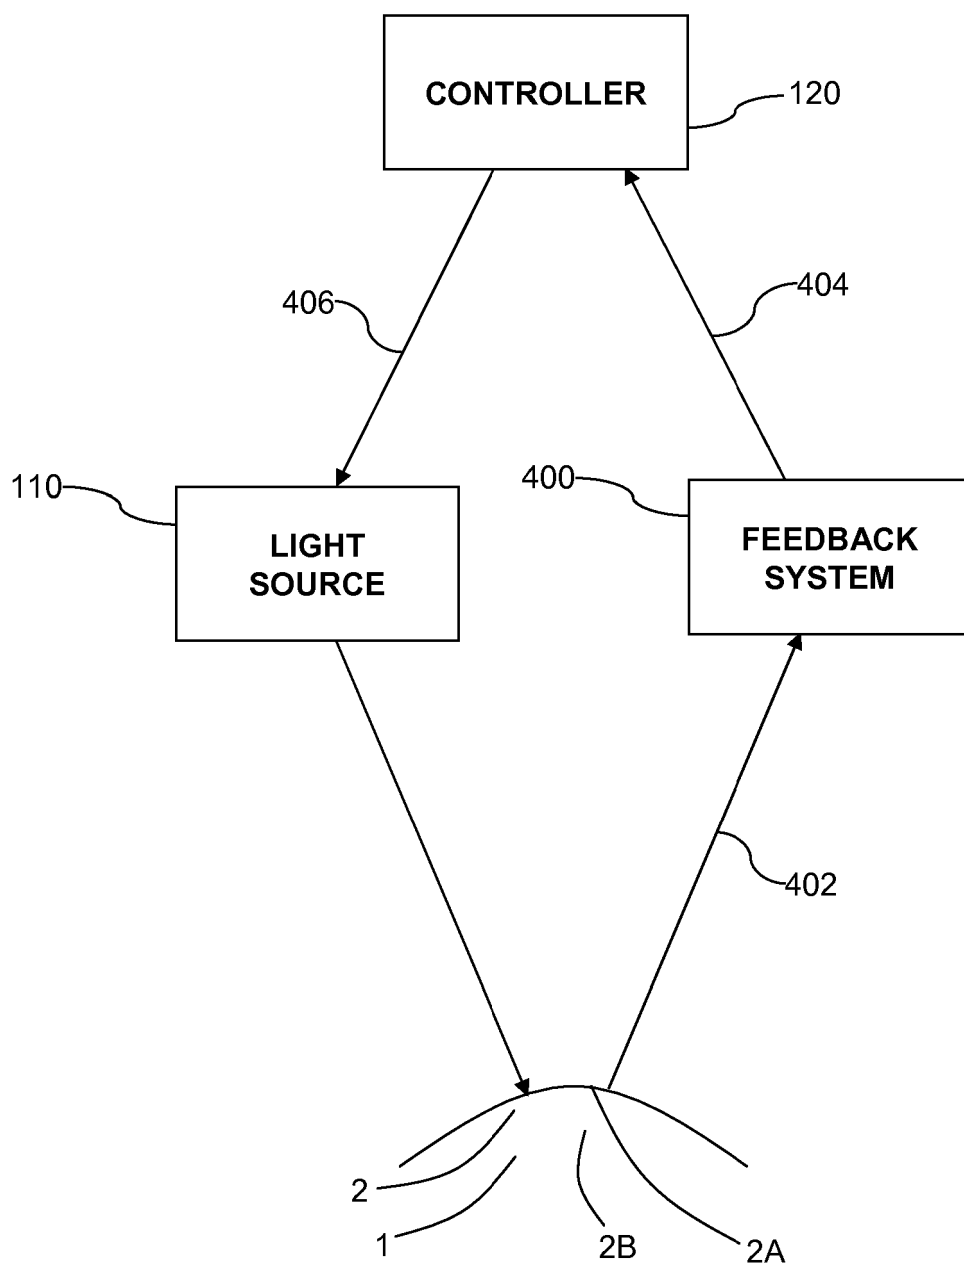 CONTROLLER
120
406
404
110
400
LIGHT
SOURCE
FEEDBACK
SYSTEM
402
2
1
2B
2A